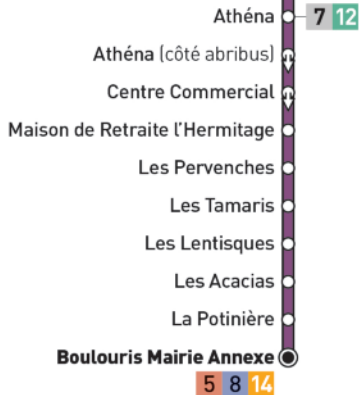 Athéna 7 12
Athéna (côté abribus)
Centre Commercial
Maison de Retraite l'Hermitage
Les Pervenches
Les Tamaris
Les Lentisques
Les Acacias
La Potinière
Boulouris Mairie Annexe
5 8 14